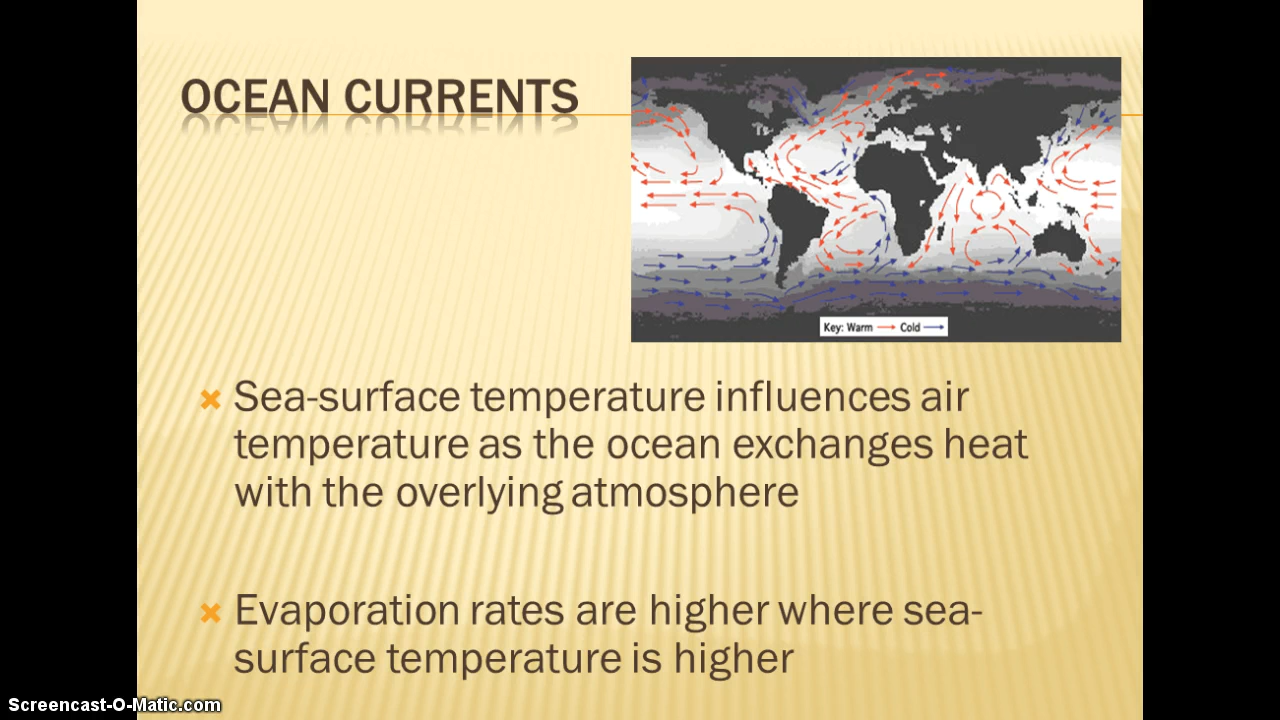 OCEAN CURRENTS
Key: Warm Cold
Sea-surface temperature influences air
temperature as the ocean exchanges heat
with the overlying atmosphere
Evaporation rates are higher where sea-
surface temperature is higher
Screencast-O-Matic.com